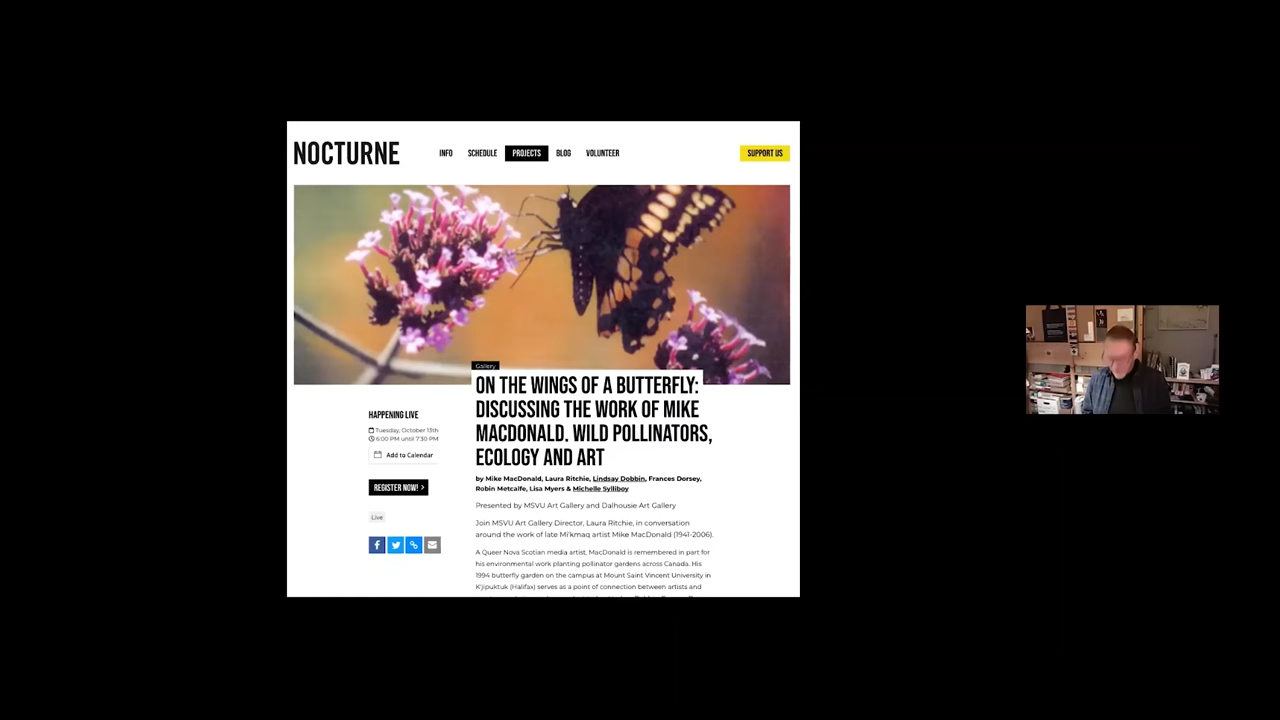 NOCTURNE
INFO SCHEDULE PROJECTS BLOG VOLUNTEER
SUPPORT US
Gallery
ON THE WINGS OF A BUTTERFLY:
DISCUSSING THE WORK OF MIKE
MACDONALD. WILD POLLINATORS,
ECOLOGY AND ART
HAPPENING LIVE
Tuesday, October 13th
6:00 PM until 7:30 PM
Add to Calendar
REGISTER NOW! >
Live
by Mike MacDonald, Laura Ritchie, Lindsay Dobbin, Frances Dorsey,
Robin Metcalfe, Lisa Myers & Michelle Sylliboy
Presented by MSVU Art Gallery and Dalhousie Art Gallery
Join MSVU Art Gallery Director, Laura Ritchie, in conversation
around the work of late Mi'kmaq artist Mike MacDonald (1941-2006).
A Queer Nova Scotian media artist, MacDonald is remembered in part for
his environmental work planting pollinator gardens across Canada. His
1994 butterfly garden on the campus at Mount Saint Vincent University in
K'jipuktuk (Halifax) serves as a point of connection between artists and